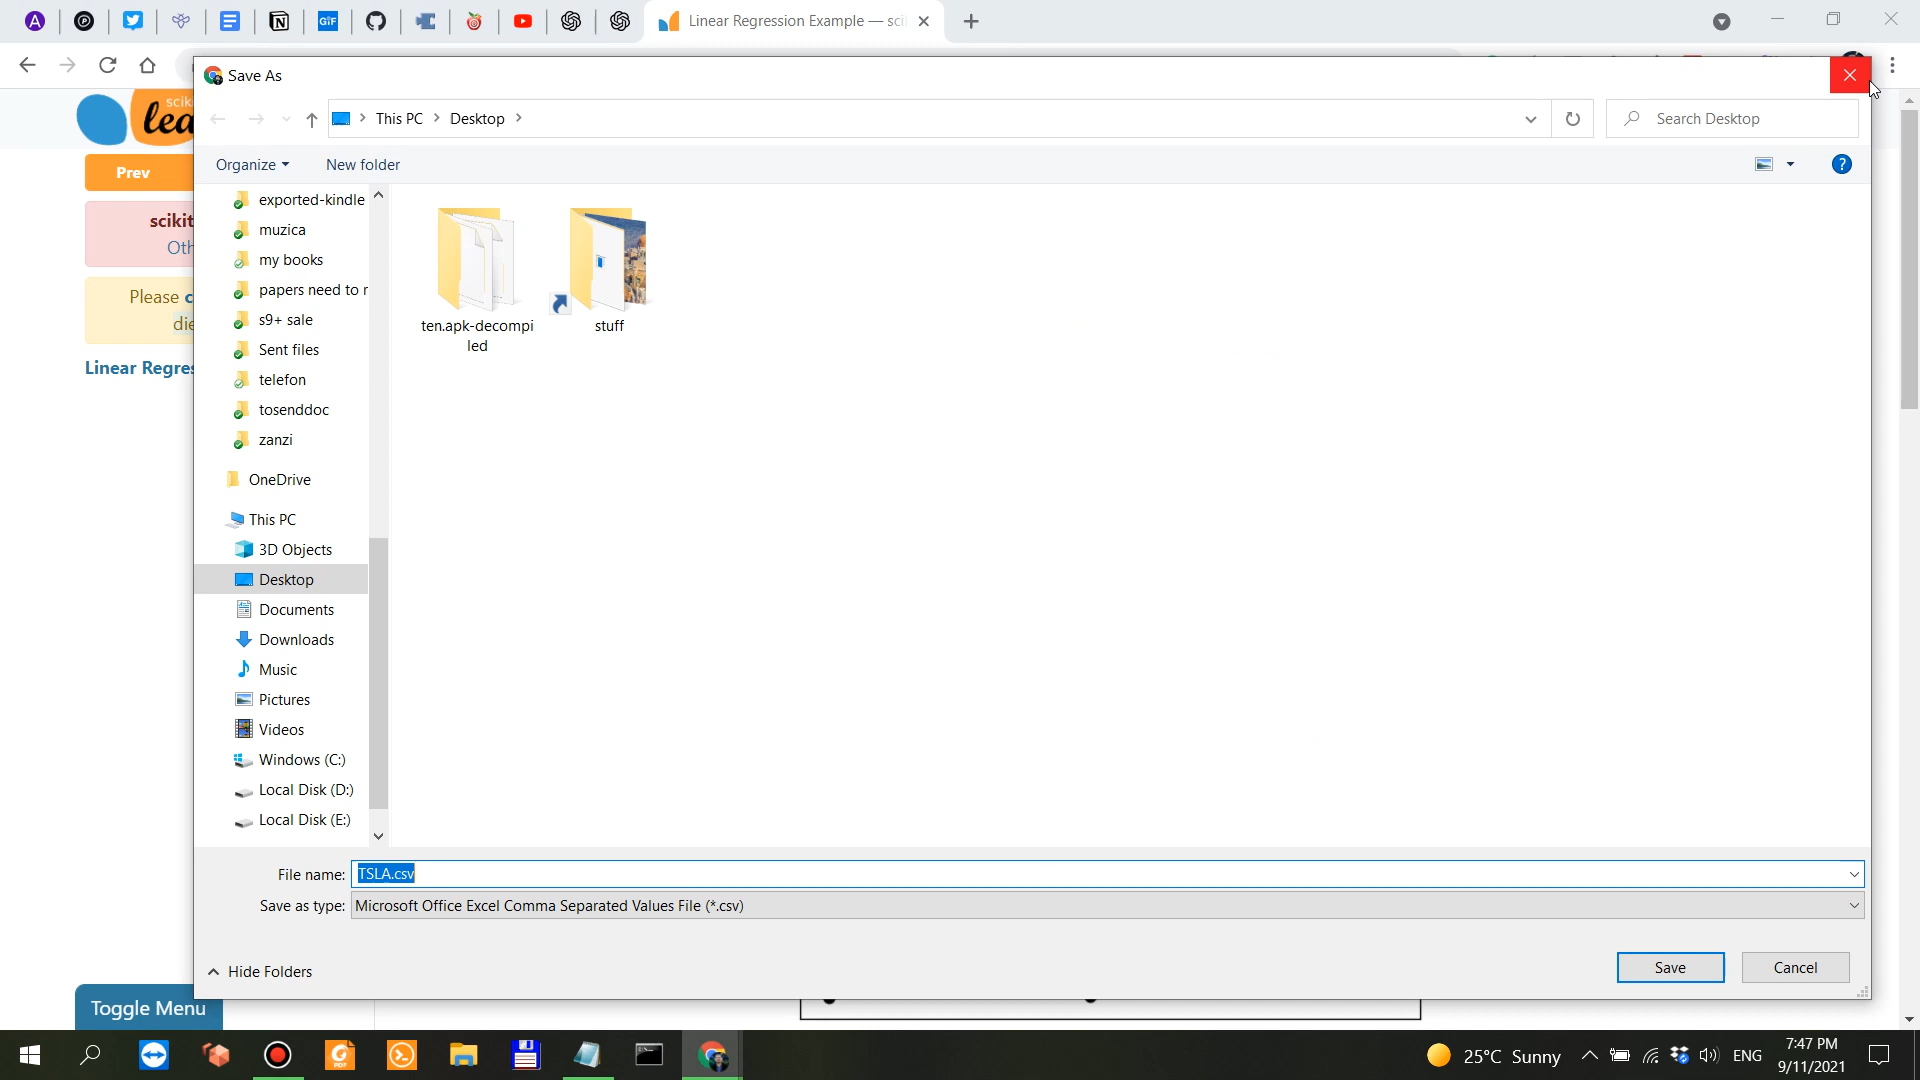 Linear Regression Example — sci
Save As
scik
lea
This PC
Desktop
Search Desktop
Organize
New folder
Prev
exported-kindle
muzica
my books
papers need to r
s9+ sale
Sent files
telefon
tosenddoc
zanzi
OneDrive
This PC
3D Objects
Desktop
Documents
Downloads
Music
Pictures
Videos
Windows (C:)
Local Disk (D:)
Local Disk (E:)
scikit
Oth
Please c
die
Linear Regres
ten.apk-decompi
led
stuff
File name: TSLA.csv
Save as type: Microsoft Office Excel Comma Separated Values File (*.csv)
Hide Folders
Save
Cancel
Toggle Menu
25°C Sunny
ENG
7:47 PM
9/11/2021